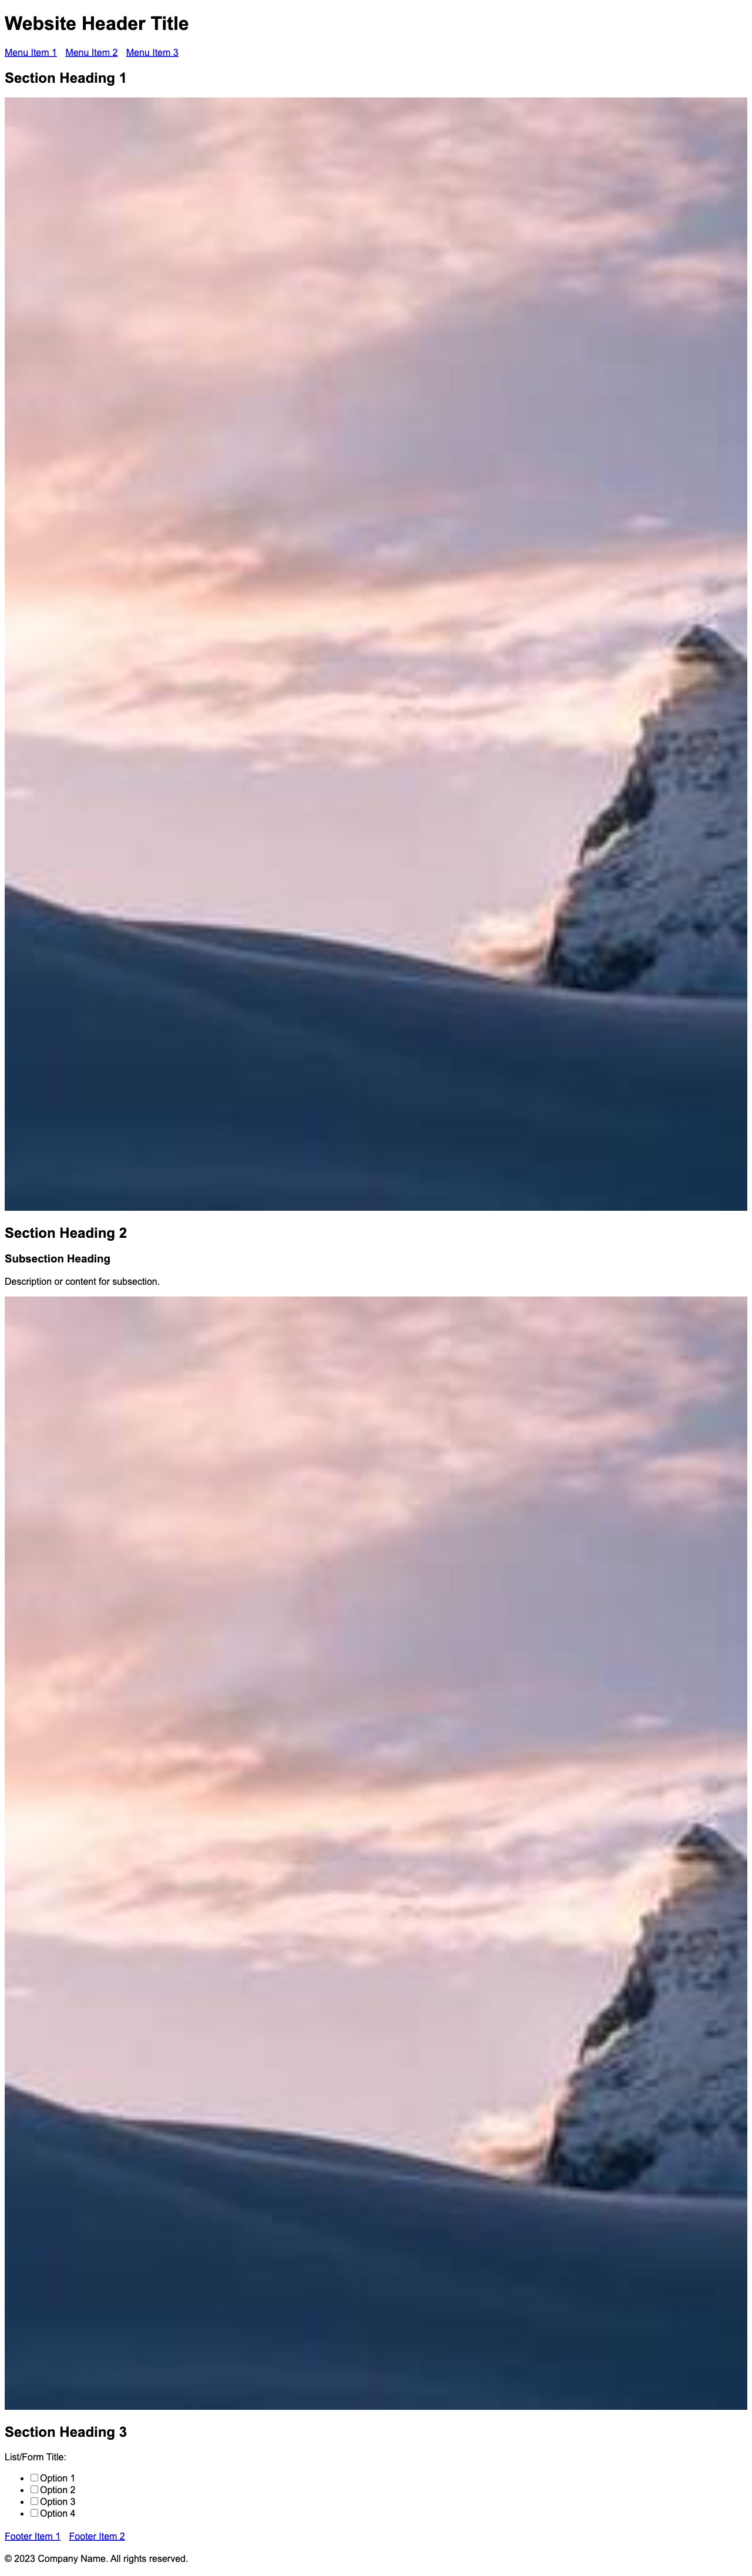 Website Header Title
Menu Item 1 Menu Item 2 Menu Item 3
Section Heading 1
Section Heading 2
Subsection Heading
Description or content for subsection.
Section Heading 3
List/Form Title:
Option 1
Option 2
Option 3
Option 4
Footer Item 1 Footer Item 2
© 2023 Company Name. All rights reserved.